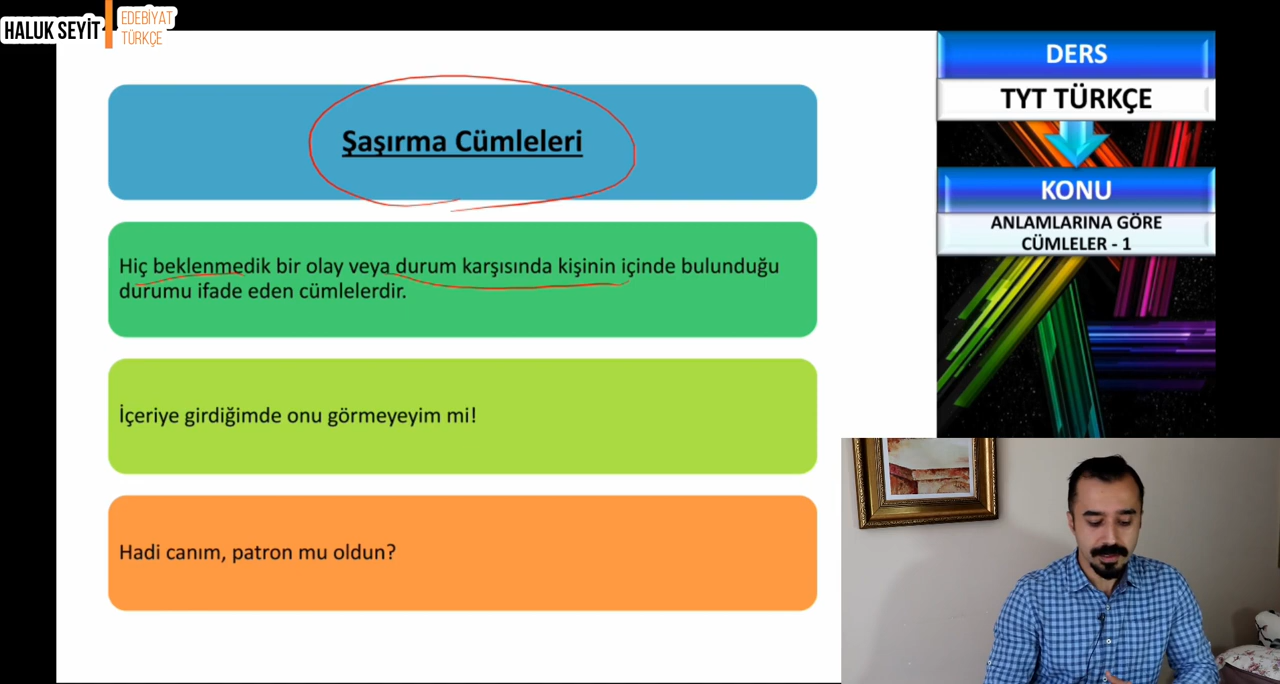 HALUK SEYİT
EDEBİYAT
TÜRKÇE
Şaşırma Cümleleri
Hiç beklenmedik bir olay veya durum karşısında kişinin içinde bulunduğu
durumu ifade eden cümlelerdir.
İçeriye girdiğimde onu görmeyeyim mi!
Hadi canım, patron mu oldun?
DERS
TYT TÜRKÇE
KONU
ANLAMLARINA GÖRE
CÜMLELER - 1